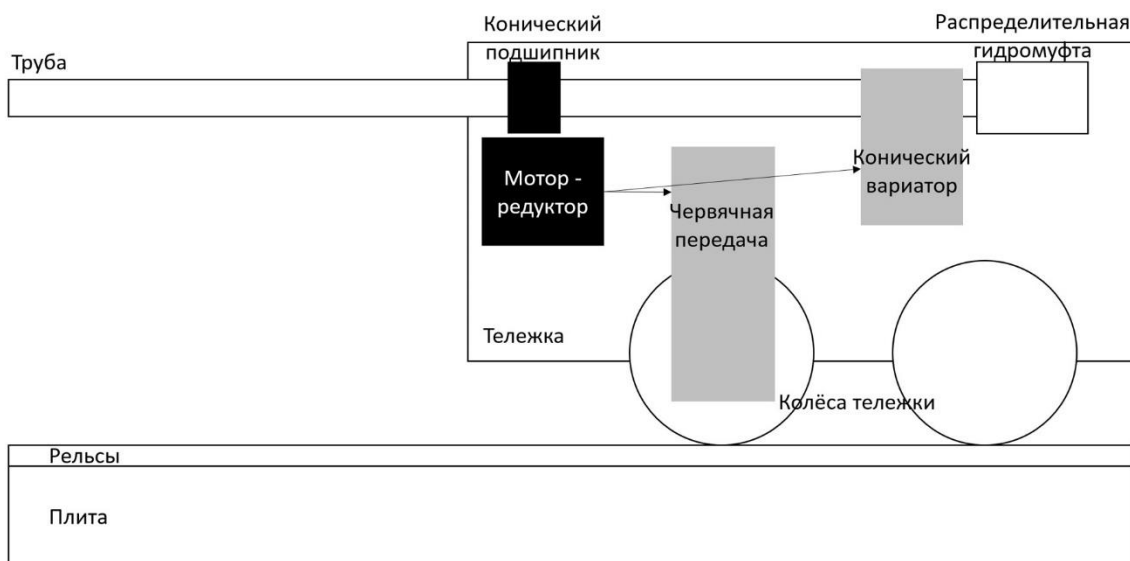 Конический
подшипник
Распределительная
гидромуфта
Труба
Мотор -
редуктор
Конический
вариатор
Червячная
передача
Тележка
Колёса тележки
Рельсы
Плита